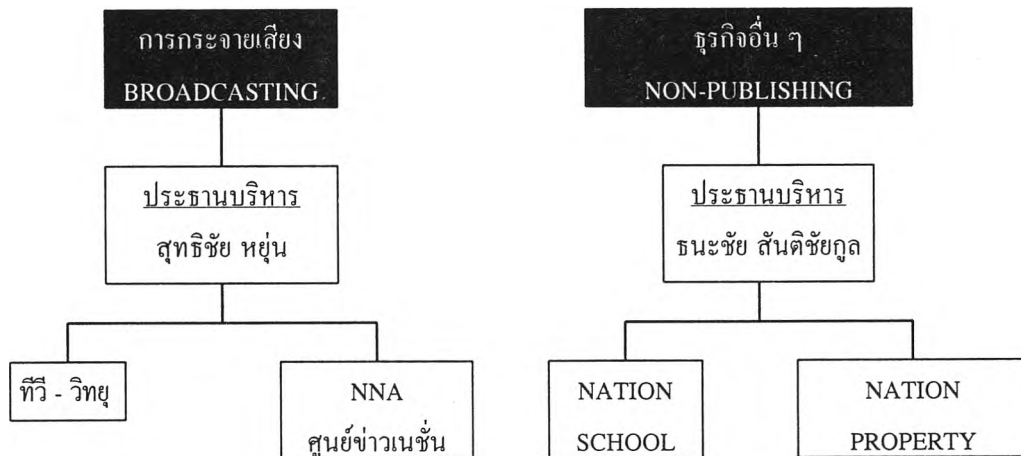 การกระจายเสียง
BROADCASTING
ประธานบริหาร
สุทธิชัย หยุ่น
ทีวี - วิทยุ
NNA
ศูนย์ข่าวเนชั่น
ธุรกิจอื่น ๆ
NON-PUBLISHING
ประธานบริหาร
ธนะชัย สันติชัยกูล
NATION
SCHOOL
NATION
PROPERTY